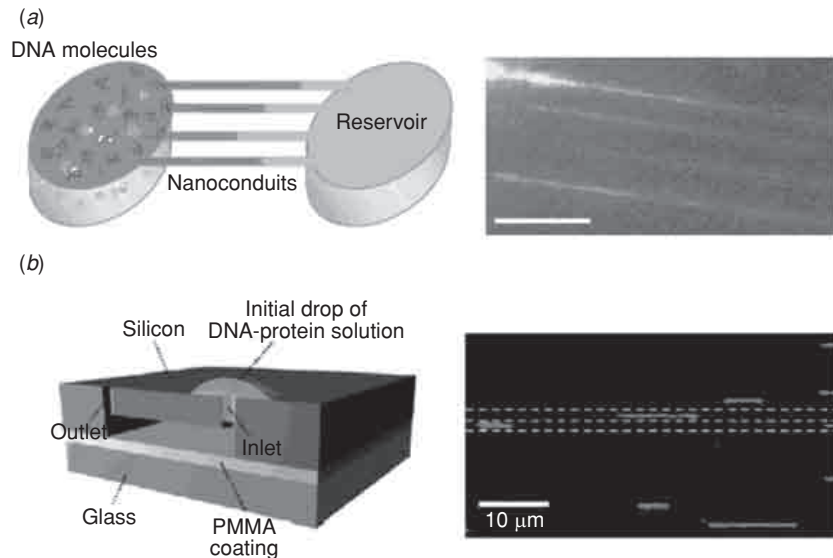 (a)
DNA molecules
Reservoir
Nanoconduits
(b)
Initial drop of
DNA-protein solution
Silicon
Outlet
Inlet
Glass
PMMA
coating
10 μm